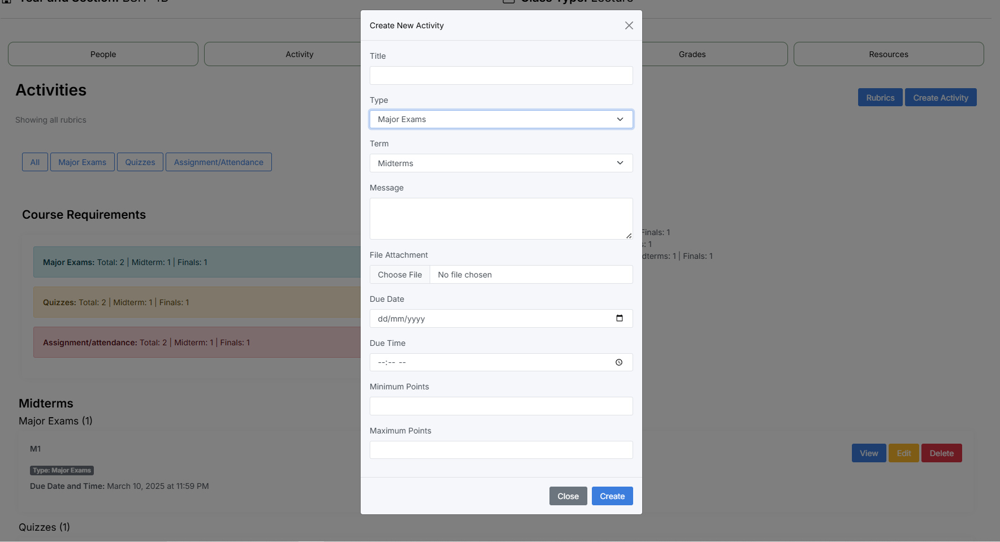 Create New Activity
Title
Type
Major Exams
Term
Midterms
Message
File Attachment
Choose File No file chosen
Due Date
dd/mm/yyyy
Due Time
--:-- --
Minimum Points
Maximum Points
Close Create
People Activity Grades Resources
Activities
Rubrics Create Activity
Showing all rubrics
All Major Exams Quizzes Assignment/Attendance
Course Requirements
Finals: 1
: 1
Major Exams: Total: 2 | Midterm: 1 | Finals: 1
dterms: 1 | Finals: 1
Quizzes: Total: 2 | Midterm: 1 | Finals: 1
Assignment/attendance: Total: 2 | Midterm: 1 | Finals: 1
Midterms
Major Exams (1)
M1
View Edit Delete
Type: Major Exams
Due Date and Time: March 10, 2025 at 11:59 PM
Quizzes (1)